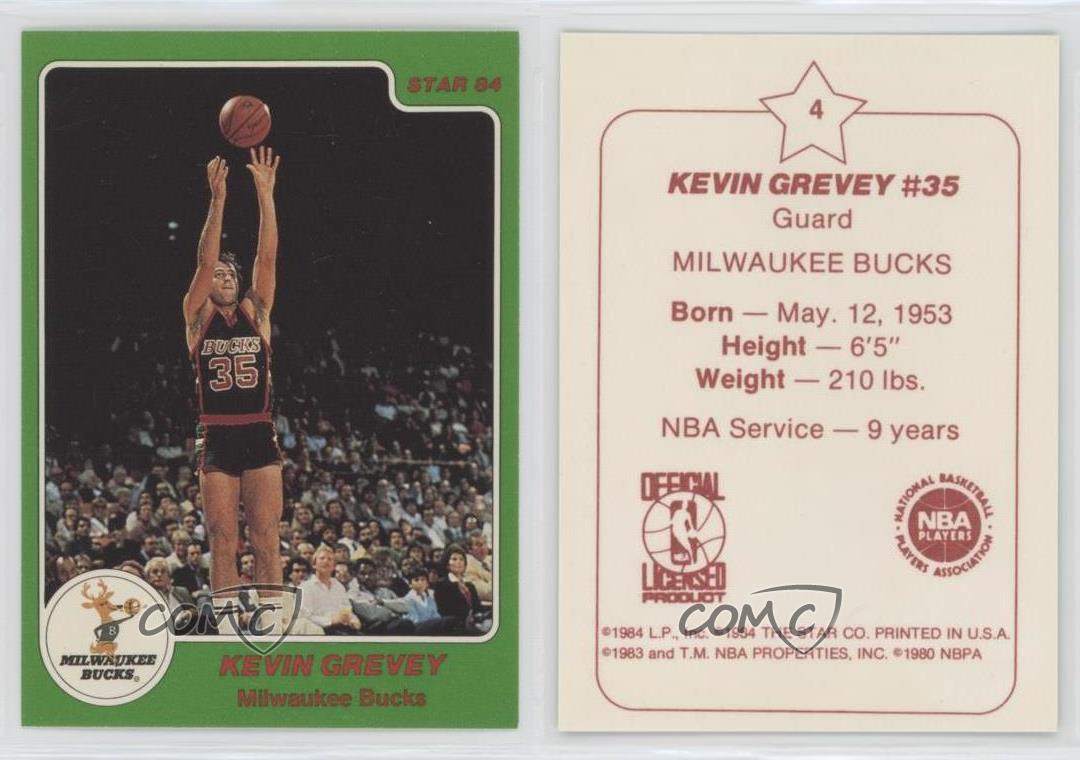 STAR 84
BUCKS
35
B
MILWAUKEE
BUCKS
COMC
KEVIN GREVEY
Milwaukee Bucks
4
KEVIN GREVEY #35
Guard
MILWAUKEE BUCKS
Born — May. 12, 1953
Height — 6'5"
Weight — 210 lbs.
NBA Service — 9 years
OFFICIAL
NBA
LICENSED
PRODUCT
NATIONAL BASKETBALL
NBA
PLAYERS
PLAYERS ASSOCIATION
COMC
©1984 L.P., Inc. ©1984 THE STAR CO. PRINTED IN U.S.A.
©1983 and T.M. NBA PROPERTIES, INC. ©1980 NBPA